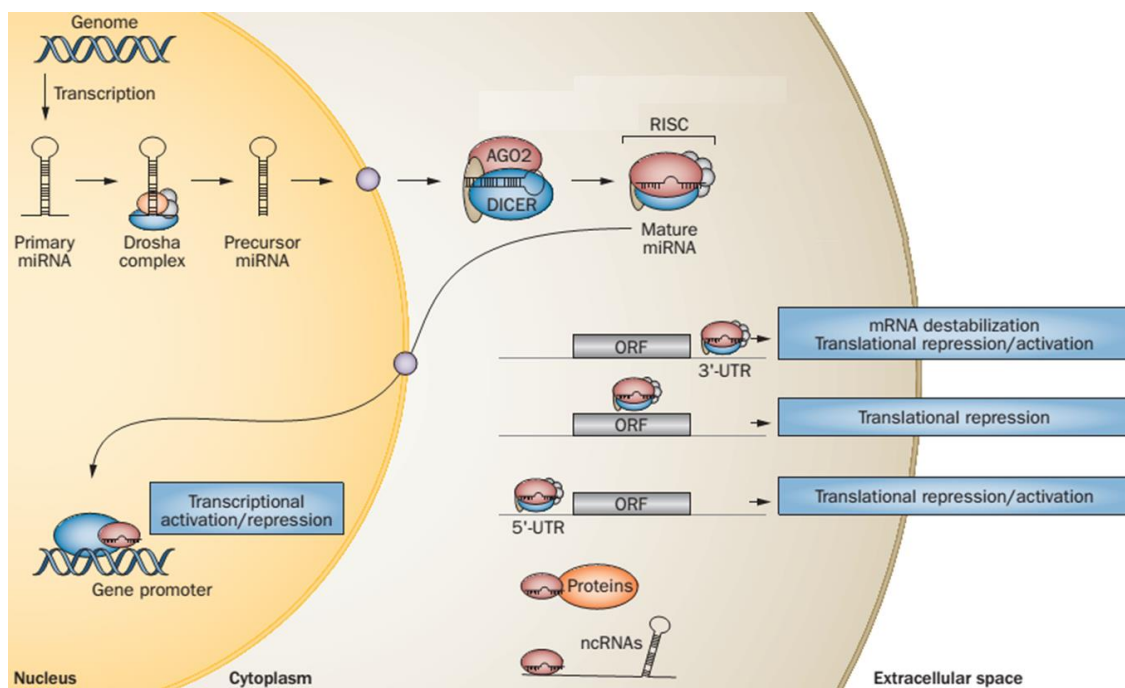 Genome
Transcription
Primary
miRNA
Drosha
complex
Precursor
miRNA
AGO2
DICER
RISC
Mature
miRNA
ORF
3'-UTR
mRNA destabilization
Translational repression/activation
ORF
Translational repression
5'-UTR
ORF
Translational repression/activation
Transcriptional
activation/repression
Gene promoter
Proteins
ncRNAs
Nucleus
Cytoplasm
Extracellular space